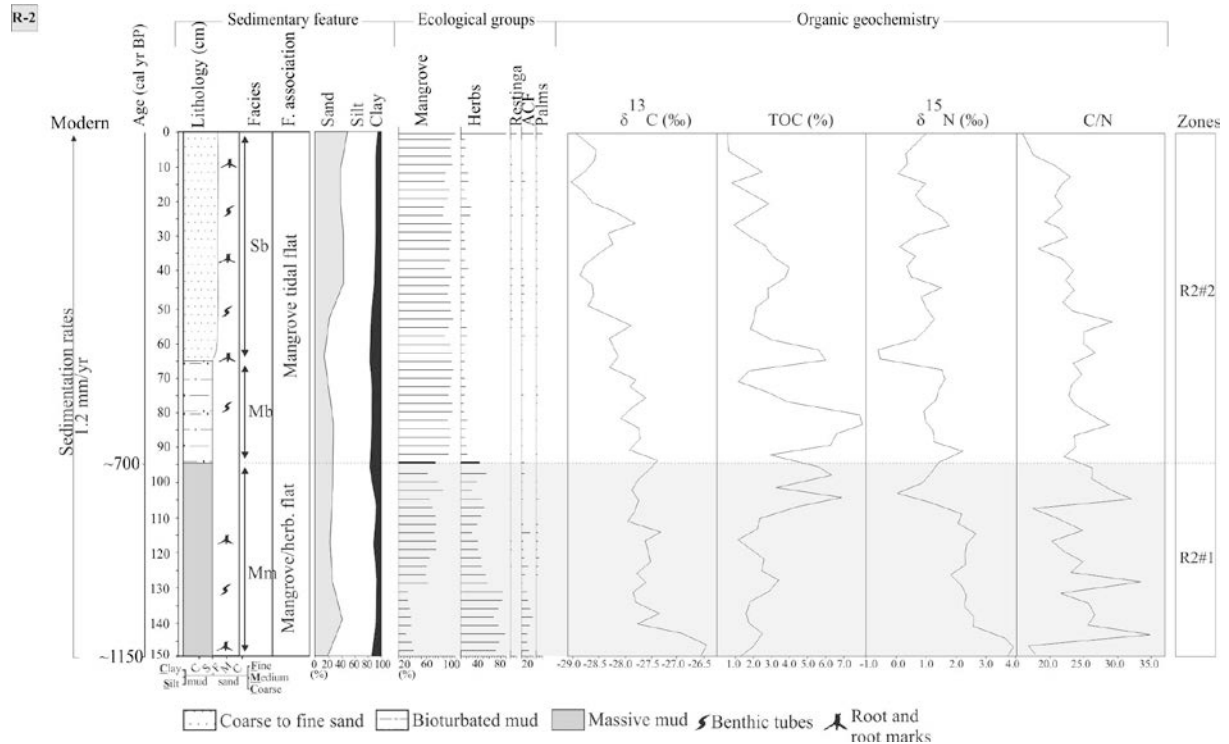 R-2
Sedimentary feature Ecological groups Organic geochemistry
Age (cal yr BP)
Lithology (cm)
Facies
F. association
Sand
Silt
Clay
Mangrove
Herbs
Restinga
ACF
Palms
δ13C (‰) TOC (%) δ15N (‰) C/N Zones
Modern
0
10
20
30
40
50
60
70
80
90
100
110
120
130
140
150
~700
~1150
Sedimentation rates
1.2 mm/yr
Sb
Mb
Mm
Mangrove tidal flat
Mangrove/herb. flat
R2#2
R2#1
0 20 40 60 80 100
(%)
20 60 100
(%)
0 40 80
20
-29.0 -28.5 -28.0 -27.5 -27.0 -26.5
1.0 2.0 3.0 4.0 5.0 6.0 7.0
-1.0 0.0 1.0 2.0 3.0 4.0
20.0 25.0 30.0 35.0
Clay
Silt
mud sand
Fine
Medium
Coarse
Coarse to fine sand Bioturbated mud Massive mud Benthic tubes Root and
root marks